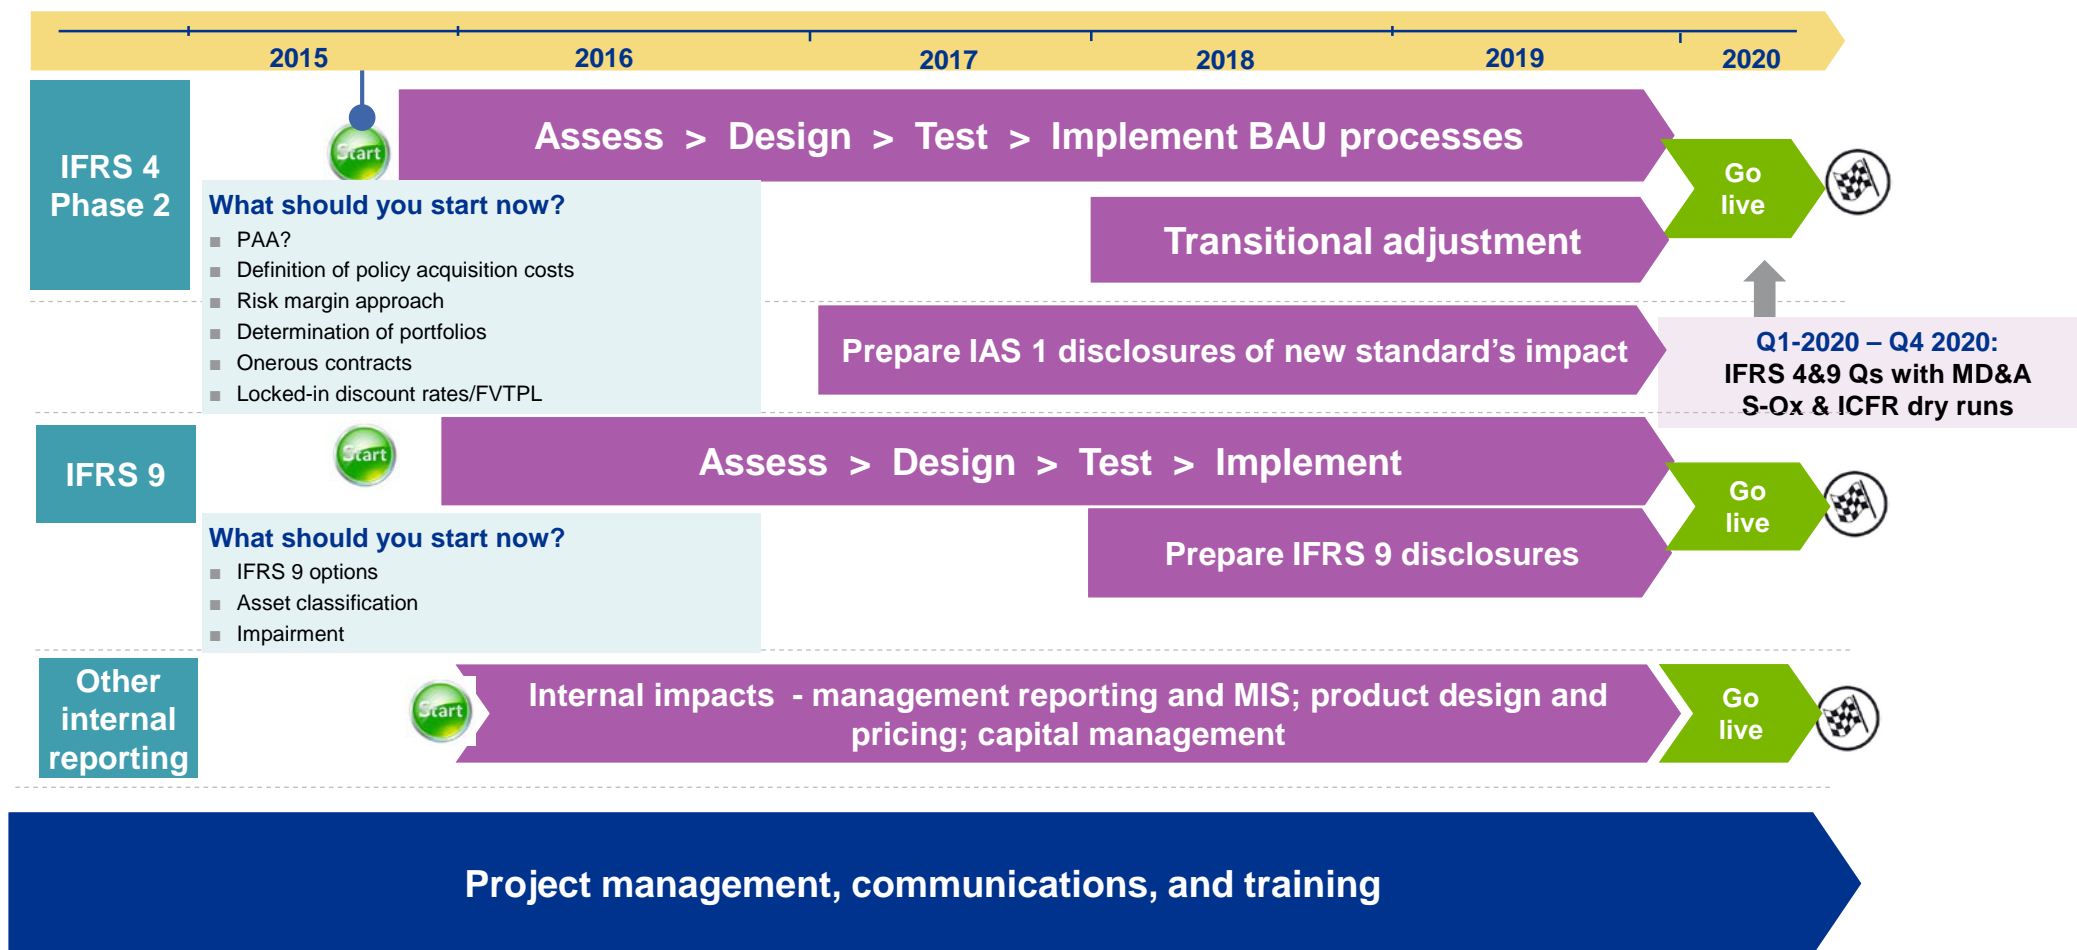 2015 2016 2017 2018 2019 2020
IFRS 4
Phase 2
Start
Assess > Design > Test > Implement BAU processes
Go
live
What should you start now?
PAA?
Definition of policy acquisition costs
Risk margin approach
Determination of portfolios
Onerous contracts
Locked-in discount rates/FVTPL
Transitional adjustment
Prepare IAS 1 disclosures of new standard’s impact
Q1-2020 – Q4 2020:
IFRS 4&9 Qs with MD&A
S-Ox & ICFR dry runs
IFRS 9
Start
Assess > Design > Test > Implement
Go
live
What should you start now?
IFRS 9 options
Asset classification
Impairment
Prepare IFRS 9 disclosures
Other
internal
reporting
Start
Internal impacts - management reporting and MIS; product design and
pricing; capital management
Go
live
Project management, communications, and training